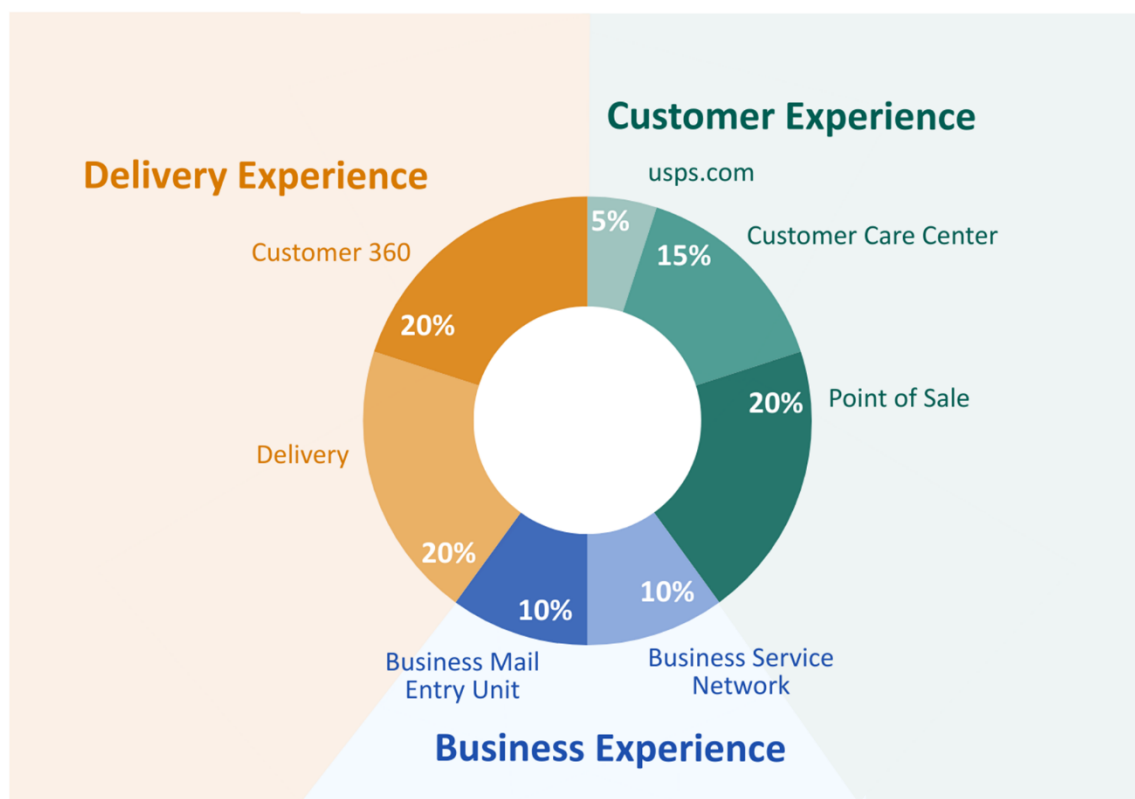 Customer Experience
usps.com
5%
Customer Care Center
15%
Point of Sale
20%
Business Experience
Business Service
Network
10%
Business Mail
Entry Unit
10%
Delivery Experience
Delivery
20%
Customer 360
20%